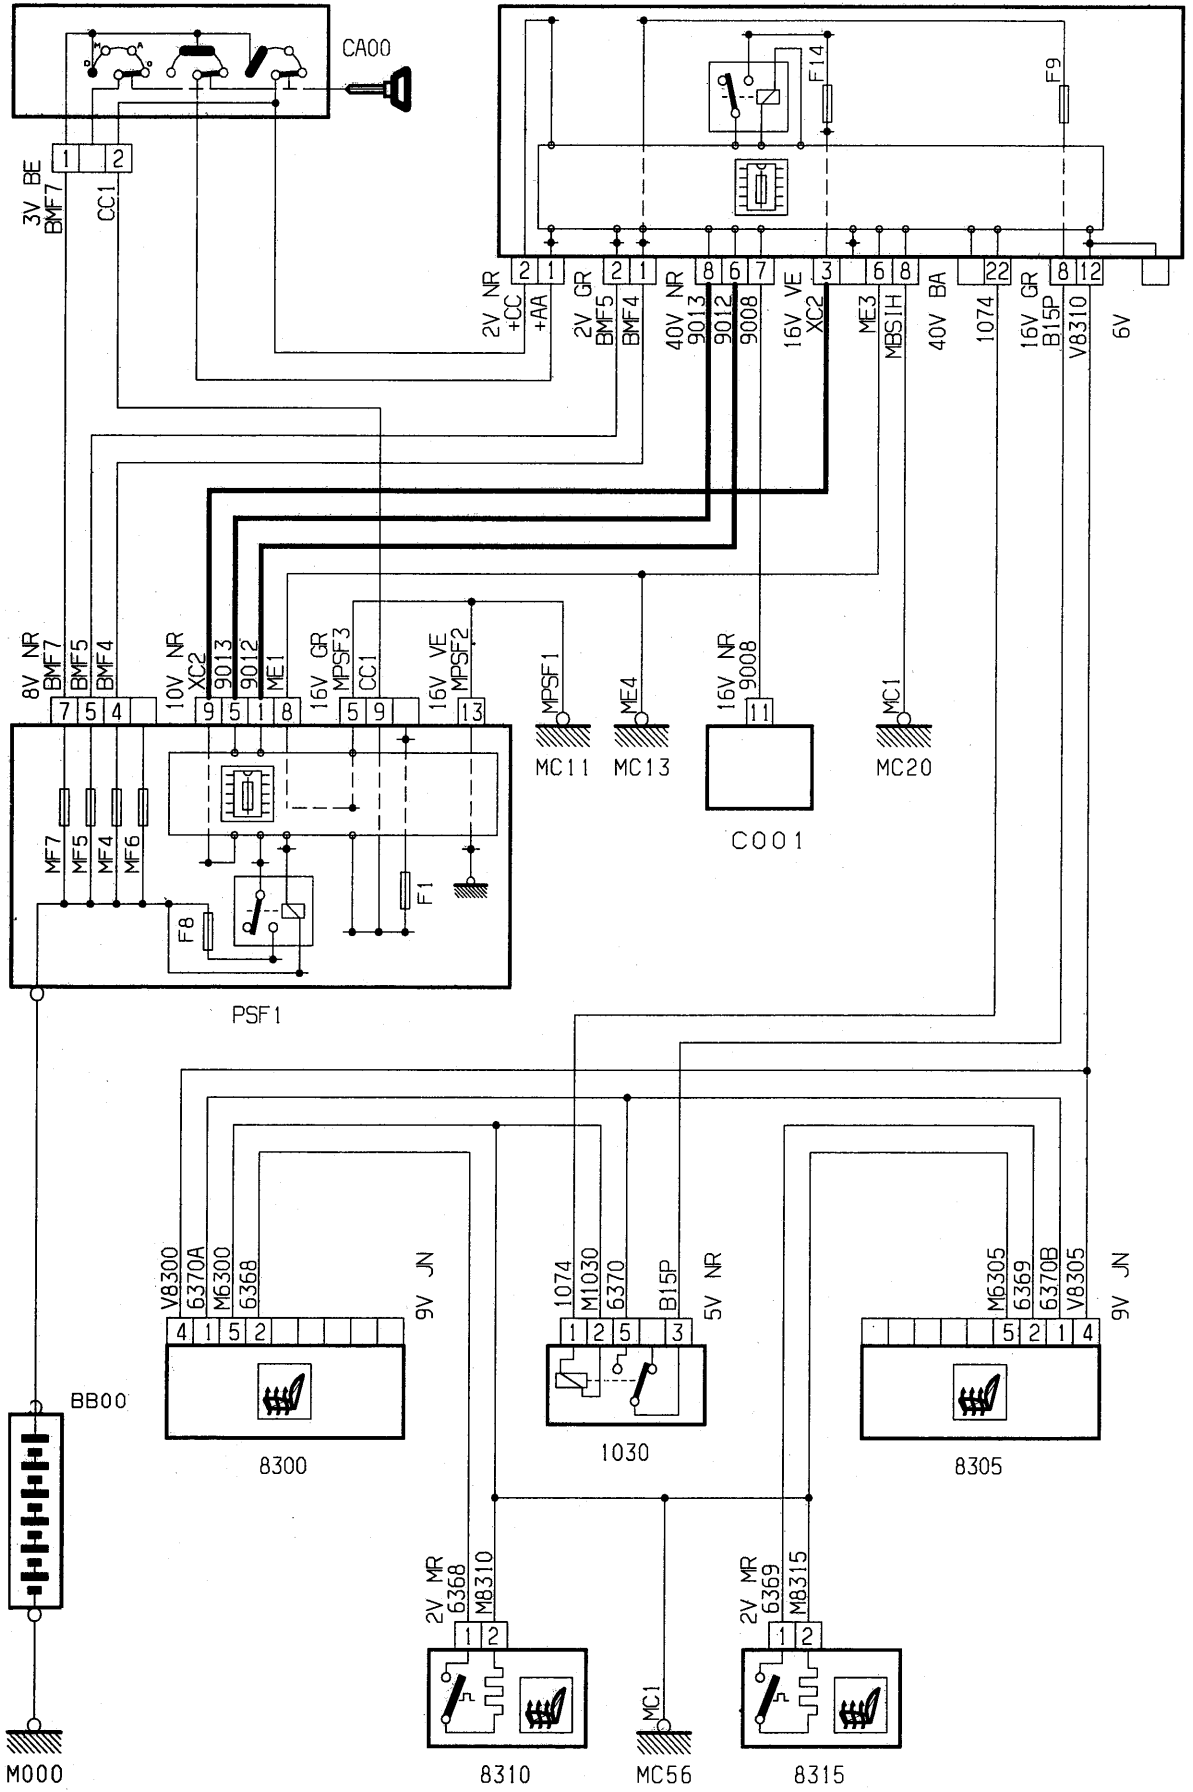 CA00
M
A
D
D
1
2
3V BE
BMF7
CC1
F14
F9
2
1
2
1
8
6
7
3
6
8
22
8
12
2V NR
+CC
+AA
2V GR
BMF5
BMF4
40V NR
9013
9012
9008
16V VE
XC2
ME3
MBSIH
40V BA
1074
16V GR
B15P
V8310
6V
8V NR
BMF7
BMF5
BMF4
10V NR
XC2
9013
9012
ME1
16V GR
MPSF3
CC1
16V VE
MPSF2
MPSF1
ME4
16V NR
9008
MC1
7
5
4
9
5
1
8
5
9
13
11
MC11
MC13
MC20
C001
MF7
MF5
MF4
MF6
F8
F1
PSF1
V8300
6370A
M6300
6368
9V JN
1074
M1030
6370
B15P
5V NR
M6305
6369
6370B
V8305
9V JN
4
1
5
2
1
2
5
3
5
2
1
4
BB00
8300
1030
8305
2V MR
6368
M8310
2V MR
6369
M8315
1
2
1
2
MC1
M000
8310
MC56
8315